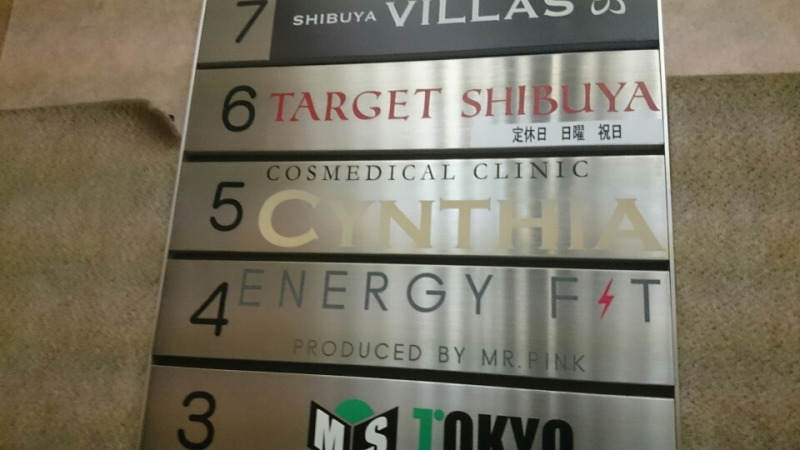 7 SHIBUYA VILLAS
6 TARGET SHIBUYA
定休日 日曜 祝日
COSMEDICAL CLINIC
5 CYNTHIA
4 ENERGY FIT
PRODUCED BY MR. PINK
3 MS TOKYO